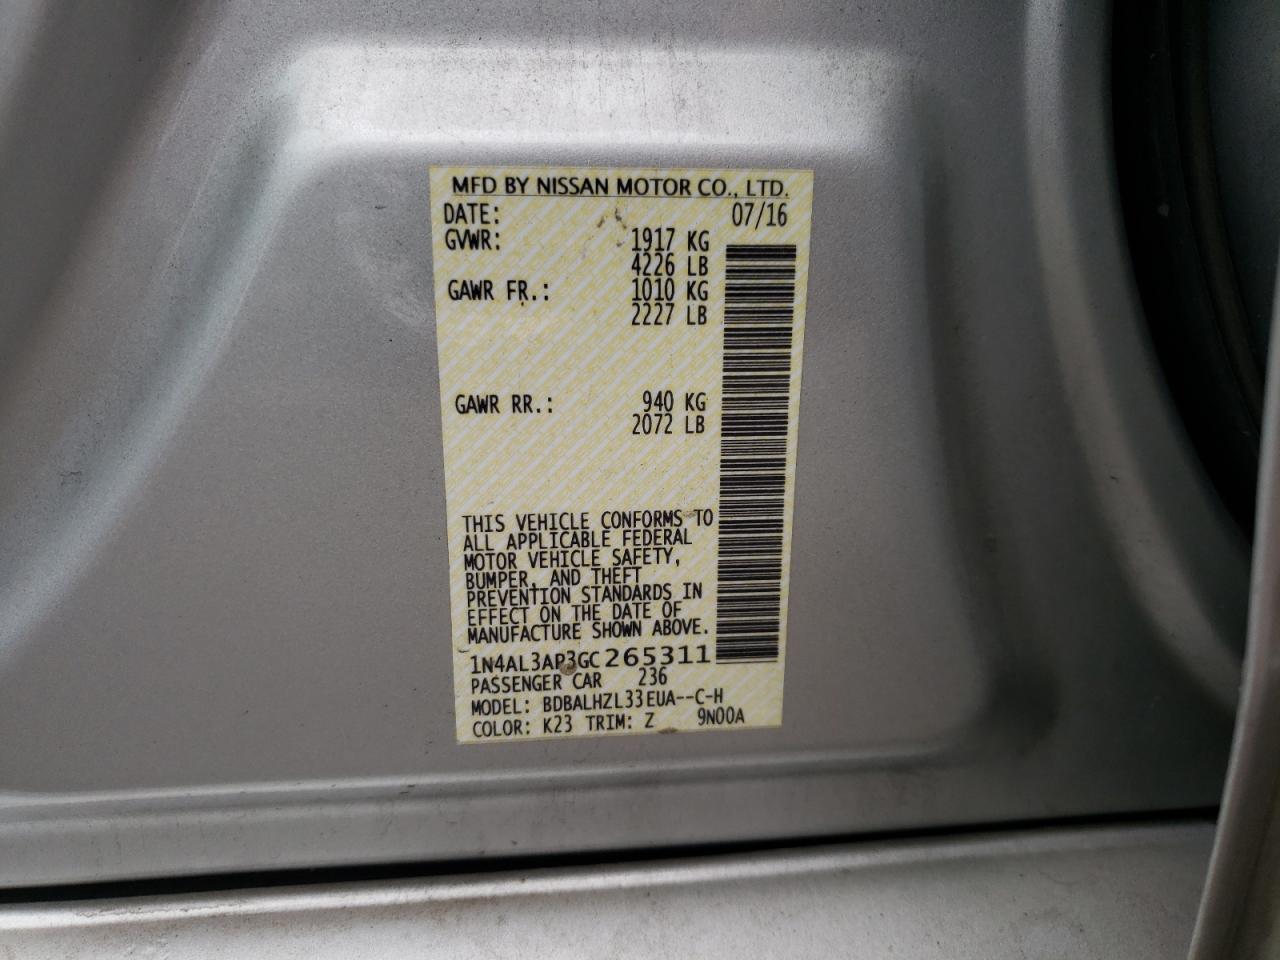 MFD BY NISSAN MOTOR CO., LTD.
DATE: 07/16
GVWR: 1917 KG
4226 LB
GAWR FR.: 1010 KG
2227 LB
GAWR RR.: 940 KG
2072 LB
THIS VEHICLE CONFORMS TO
ALL APPLICABLE FEDERAL
MOTOR VEHICLE SAFETY,
BUMPER, AND THEFT
PREVENTION STANDARDS IN
EFFECT ON THE DATE OF
MANUFACTURE SHOWN ABOVE.
1N4AL3AP3GC265311
PASSENGER CAR 236
MODEL: BDBALHZL33EUA--C-H
COLOR: K23 TRIM: Z 9N00A